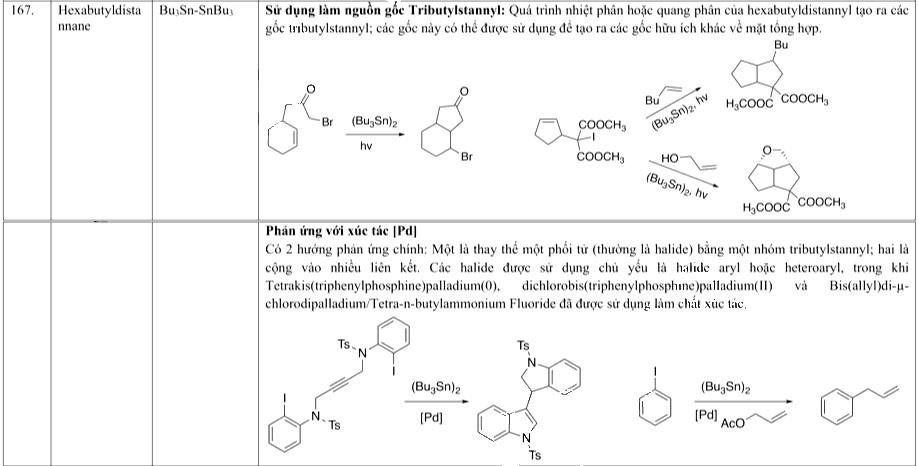 167.
Hexabutyldista
nnane
Bu₃Sn-SnBu₃
Sử dụng làm nguồn gốc Tributylstannyl: Quá trình nhiệt phân hoặc quang phân của hexabutyldistannyl tạo ra các
gốc tributylstannyl; các gốc này có thể được sử dụng để tạo ra các gốc hữu ích khác về mặt tổng hợp.
O
Br
(Bu₃Sn)₂
hv
O
Br
COOCH₃
I
COOCH₃
Bu
(Bu₃Sn)₂, hv
Bu
H₃COOC
COOCH₃
HO
(Bu₃Sn)₂, hv
O
H₃COOC
COOCH₃
Phản ứng với xúc tác [Pd]
Có 2 hướng phản ứng chính: Một là thay thế một phối tử (thường là halide) bằng một nhóm tributylstannyl; hai là
cộng vào nhiều liên kết. Các halide được sử dụng chủ yếu là halide aryl hoặc heteroaryl, trong khi
Tetrakis(triphenylphosphine)palladium(0), dichlorobis(triphenylphosphine)palladium(II) và Bis(allyl)di-μ-
chlorodipalladium/Tetra-n-butylammonium Fluoride đã được sử dụng làm chất xúc tác.
Ts
N
I
I
N
Ts
(Bu₃Sn)₂
[Pd]
Ts
N
N
Ts
I
(Bu₃Sn)₂
[Pd]
AcO